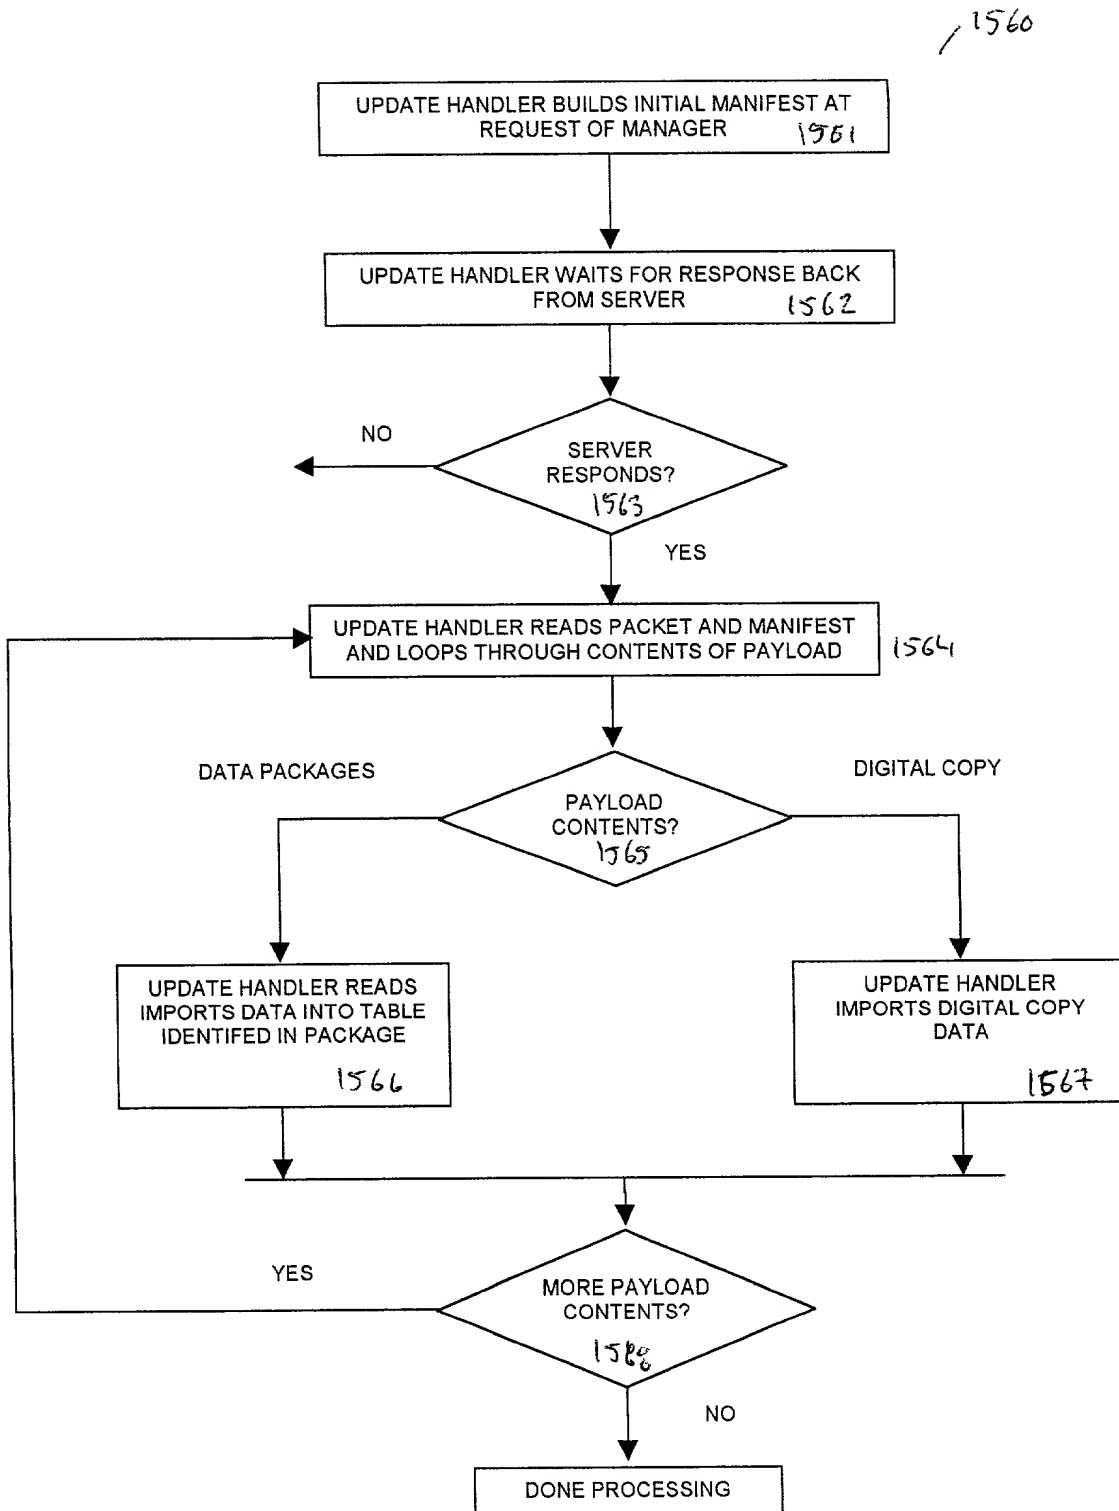 1560
UPDATE HANDLER BUILDS INITIAL MANIFEST AT
REQUEST OF MANAGER 1561
UPDATE HANDLER WAITS FOR RESPONSE BACK
FROM SERVER 1562
NO
SERVER
RESPONDS?
1563
YES
UPDATE HANDLER READS PACKET AND MANIFEST
AND LOOPS THROUGH CONTENTS OF PAYLOAD
1564
DATA PACKAGES
DIGITAL COPY
PAYLOAD
CONTENTS?
1565
UPDATE HANDLER READS
IMPORTS DATA INTO TABLE
IDENTIFED IN PACKAGE
1566
UPDATE HANDLER
IMPORTS DIGITAL COPY
DATA
1567
YES
MORE PAYLOAD
CONTENTS?
1568
NO
DONE PROCESSING